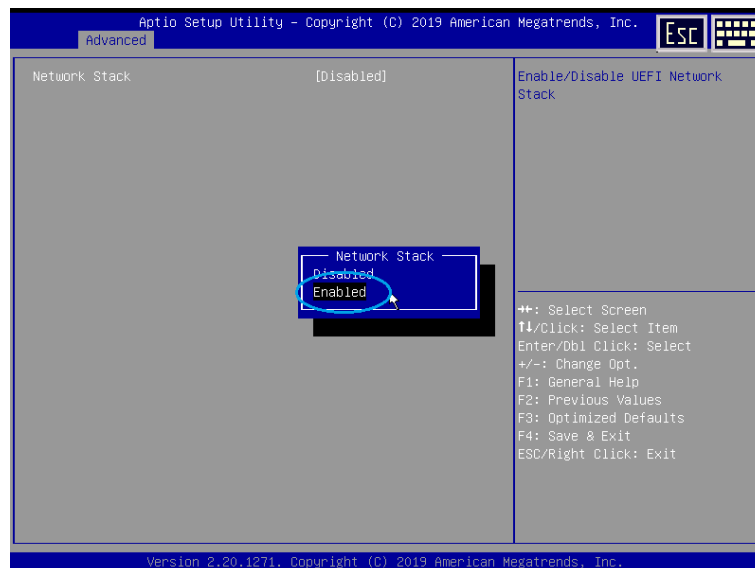 Aptio Setup Utility – Copyright (C) 2019 American Megatrends, Inc.
Esc
Advanced
Network Stack [Disabled]
Enable/Disable UEFI Network
Stack
Network Stack
Disabled
Enabled
→←: Select Screen
↑↓/Click: Select Item
Enter/Dbl Click: Select
+/-: Change Opt.
F1: General Help
F2: Previous Values
F3: Optimized Defaults
F4: Save & Exit
ESC/Right Click: Exit
Version 2.20.1271. Copyright (C) 2019 American Megatrends, Inc.